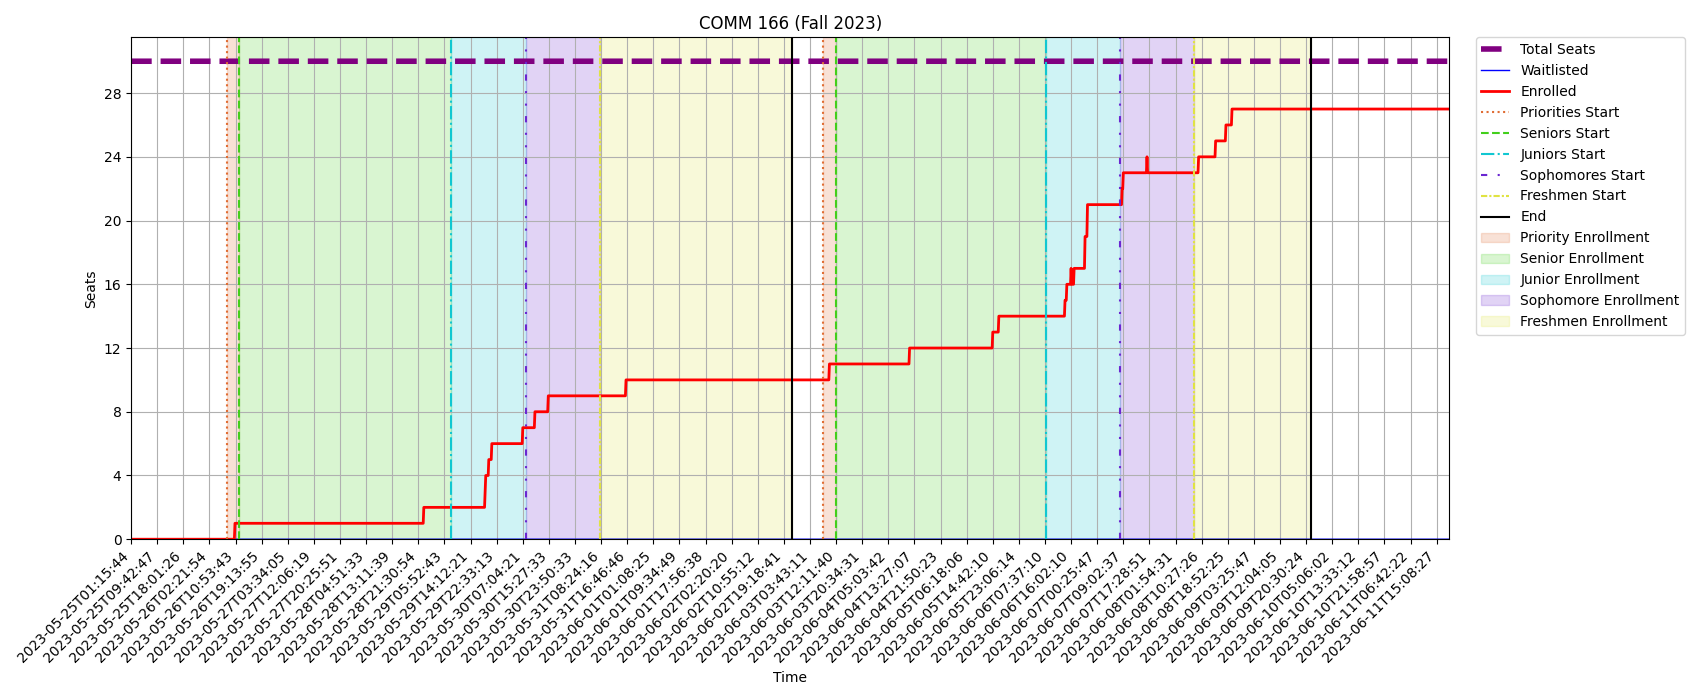 COMM 166 (Fall 2023)
Seats
28
24
20
16
12
8
4
0
2023-05-25T01:15:44
2023-05-25T09:42:47
2023-05-25T18:01:26
2023-05-26T02:21:54
2023-05-26T10:53:43
2023-05-26T19:13:55
2023-05-27T03:34:05
2023-05-27T12:06:19
2023-05-27T20:25:51
2023-05-28T04:51:33
2023-05-28T13:11:39
2023-05-28T21:30:54
2023-05-29T05:52:43
2023-05-29T14:12:21
2023-05-29T22:33:13
2023-05-30T07:04:21
2023-05-30T15:27:33
2023-05-30T23:50:33
2023-05-31T08:24:16
2023-05-31T16:46:46
2023-06-01T01:08:25
2023-06-01T09:34:49
2023-06-01T17:56:38
2023-06-02T02:20:20
2023-06-02T10:55:12
2023-06-02T19:18:41
2023-06-03T03:43:11
2023-06-03T12:11:40
2023-06-03T20:34:31
2023-06-04T05:03:42
2023-06-04T13:27:07
2023-06-04T21:50:23
2023-06-05T06:18:06
2023-06-05T14:42:10
2023-06-05T23:06:14
2023-06-06T07:37:10
2023-06-06T16:02:10
2023-06-07T00:25:47
2023-06-07T09:02:37
2023-06-07T17:28:51
2023-06-08T01:54:31
2023-06-08T10:27:26
2023-06-08T18:52:25
2023-06-09T03:25:47
2023-06-09T12:04:05
2023-06-09T20:30:24
2023-06-10T05:06:02
2023-06-10T13:33:12
2023-06-10T21:58:57
2023-06-11T06:42:22
2023-06-11T15:08:27
Time
Total Seats
Waitlisted
Enrolled
Priorities Start
Seniors Start
Juniors Start
Sophomores Start
Freshmen Start
End
Priority Enrollment
Senior Enrollment
Junior Enrollment
Sophomore Enrollment
Freshmen Enrollment